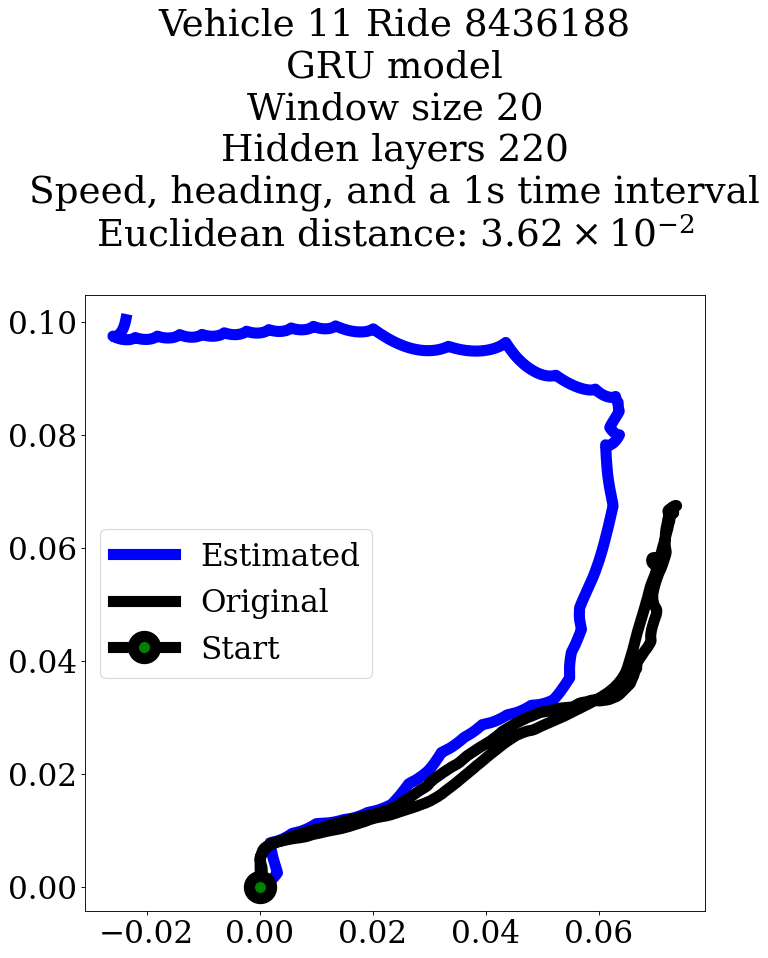 Vehicle 11 Ride 8436188
GRU model
Window size 20
Hidden layers 220
Speed, heading, and a 1s time interval
Euclidean distance: 3.62 × 10⁻²
0.10
0.08
0.06
0.04
0.02
0.00
Estimated
Original
Start
−0.02 0.00 0.02 0.04 0.06